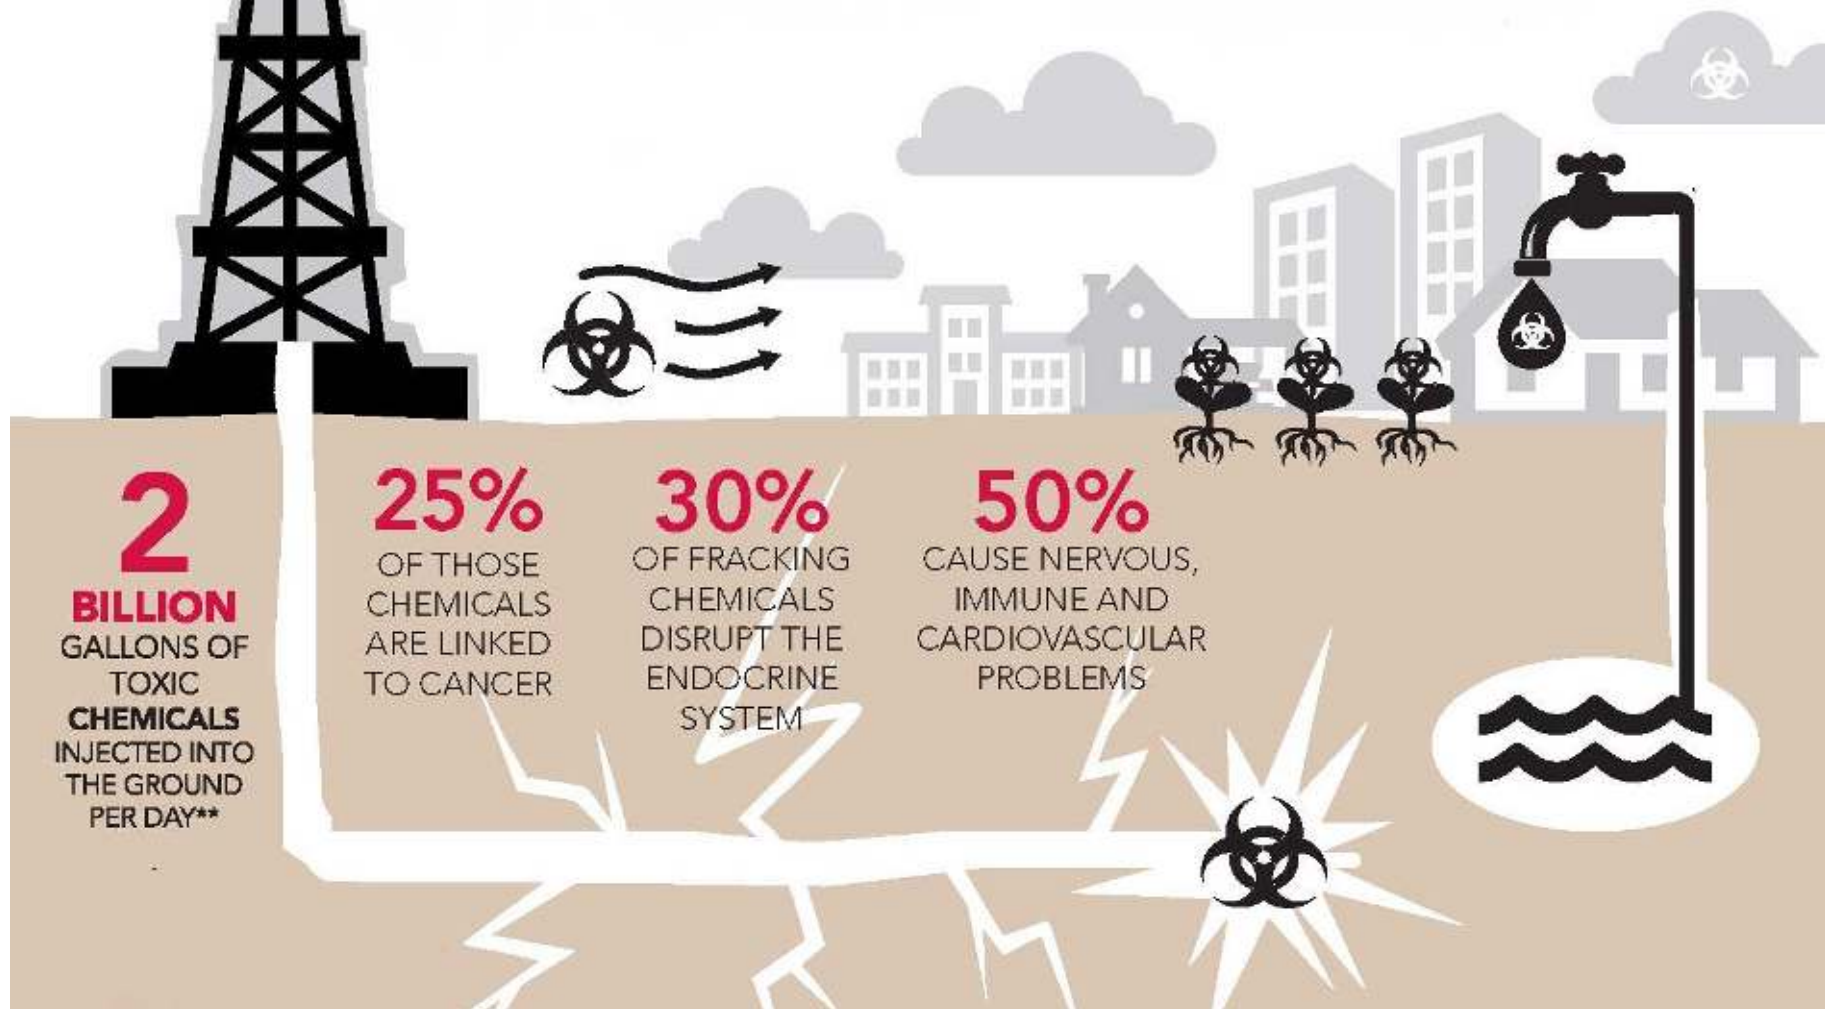 2
BILLION
GALLONS OF
TOXIC
CHEMICALS
INJECTED INTO
THE GROUND
PER DAY**
25%
OF THOSE
CHEMICALS
ARE LINKED
TO CANCER
30%
OF FRACKING
CHEMICALS
DISRUPT THE
ENDOCRINE
SYSTEM
50%
CAUSE NERVOUS,
IMMUNE AND
CARDIOVASCULAR
PROBLEMS